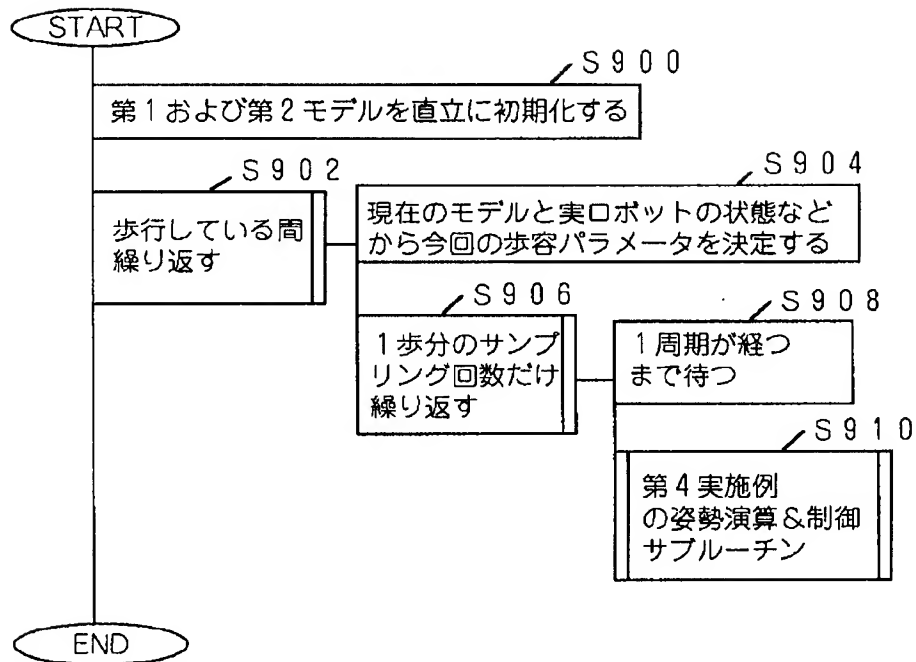 START
S900
第1および第2モデルを直立に初期化する
S902
歩行している間
繰り返す
S904
現在のモデルと実ロボットの状態など
から今回の歩容パラメータを決定する
S906
1歩分のサンプ
リング回数だけ
繰り返す
S908
1周期が経つ
まで待つ
S910
第4実施例
の姿勢演算&制御
サブルーチン
END